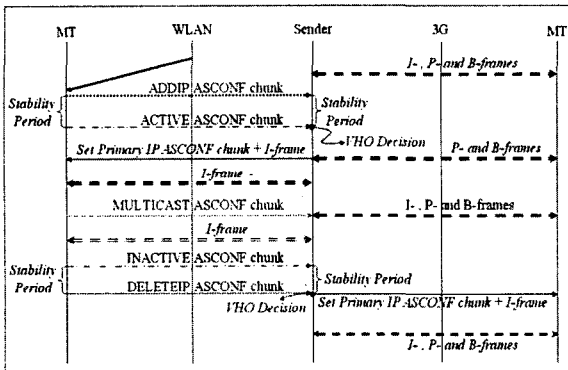 MT WLAN Sender 3G MT
I- , P- and B-frames
ADDIP ASCONF chunk
Stability Period
Stability Period
ACTIVE ASCONF chunk
VHO Decision
Set Primary IP ASCONF chunk + I-frame
P- and B-frames
I-frame
MULTICAST ASCONF chunk
I- , P- and B-frames
I-frame
INACTIVE ASCONF chunk
Stability Period
Stability Period
DELETEIP ASCONF chunk
VHO Decision
Set Primary IP ASCONF chunk + I-frame
I- , P- and B-frames